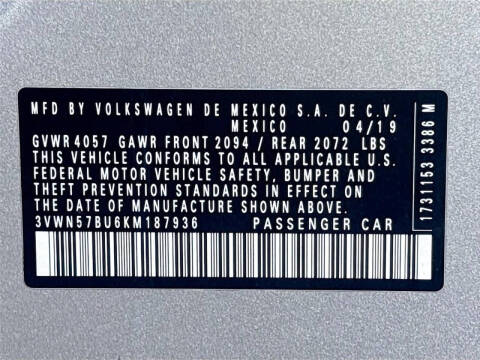 MFD BY VOLKSWAGEN DE MEXICO S.A. DE C.V.
MEXICO 04/19
GVWR 4057 GAWR FRONT 2094 / REAR 2072 LBS
THIS VEHICLE CONFORMS TO ALL APPLICABLE U.S.
FEDERAL MOTOR VEHICLE SAFETY, BUMPER AND
THEFT PREVENTION STANDARDS IN EFFECT ON
THE DATE OF MANUFACTURE SHOWN ABOVE.
3VWN57BU6KM187936 PASSENGER CAR
1731153 3386 M